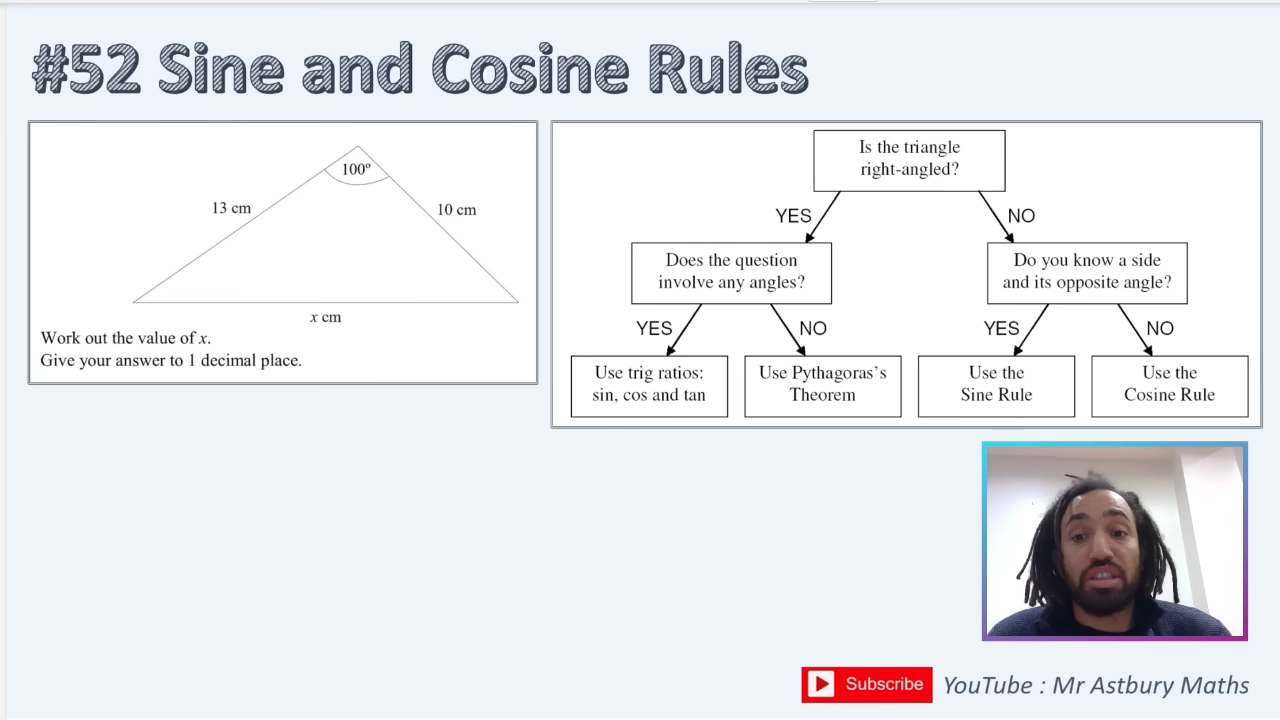 #52 Sine and Cosine Rules
100º
13 cm
10 cm
x cm
Work out the value of x.
Give your answer to 1 decimal place.
Is the triangle
right-angled?
YES
NO
Does the question
involve any angles?
Do you know a side
and its opposite angle?
YES
NO
YES
NO
Use trig ratios:
sin, cos and tan
Use Pythagoras's
Theorem
Use the
Sine Rule
Use the
Cosine Rule
Subscribe
YouTube : Mr Astbury Maths